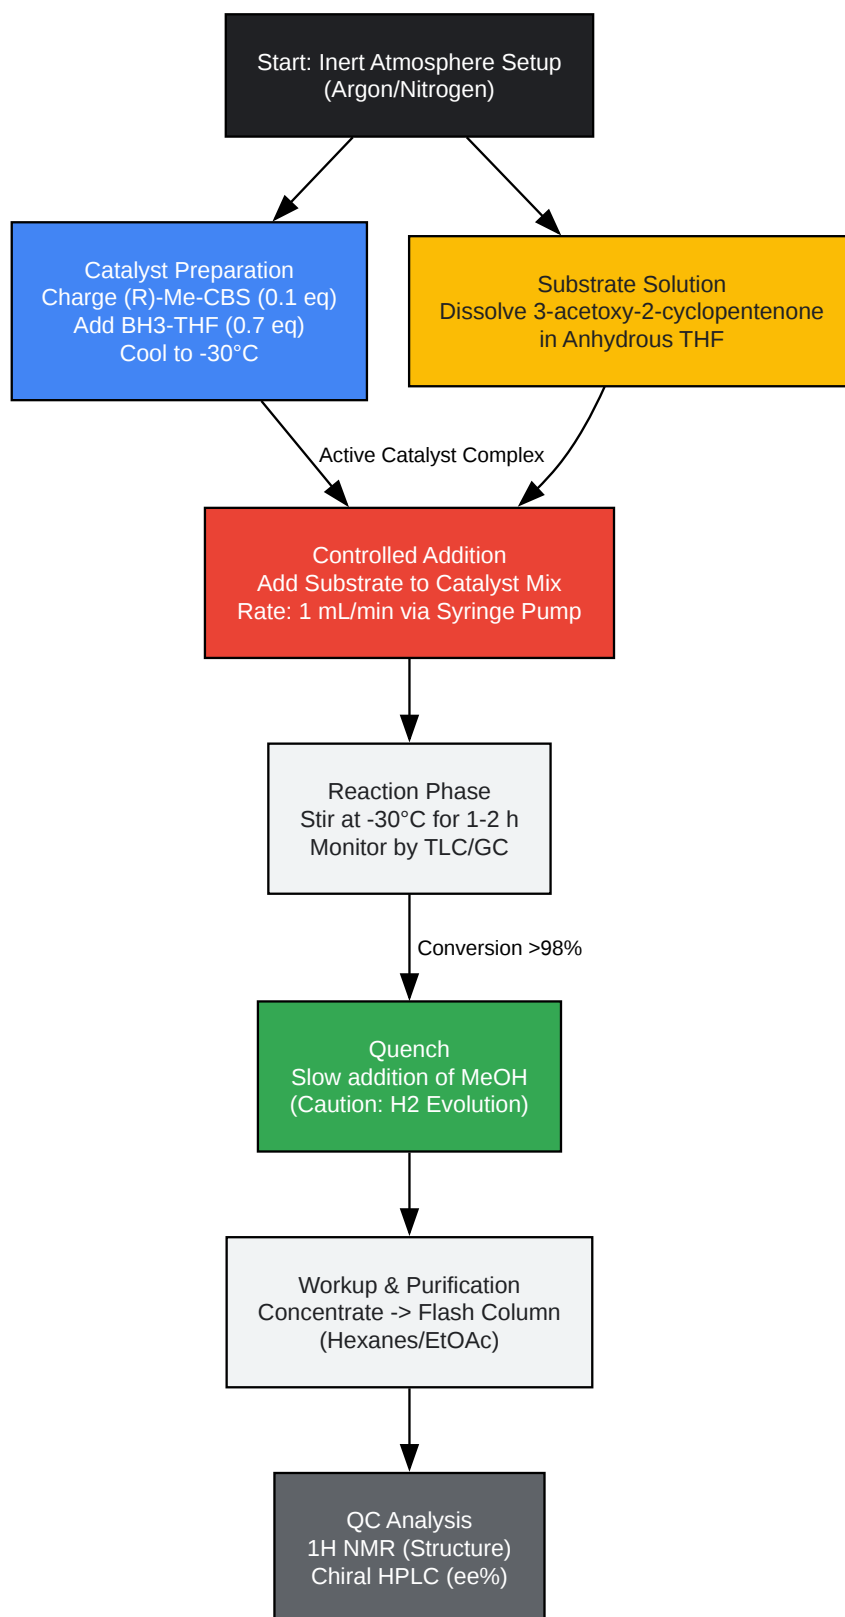 Start: Inert Atmosphere Setup
(Argon/Nitrogen)
Catalyst Preparation
Charge (R)-Me-CBS (0.1 eq)
Add BH3-THF (0.7 eq)
Cool to -30°C
Substrate Solution
Dissolve 3-acetoxy-2-cyclopentenone
in Anhydrous THF
Active Catalyst Complex
Controlled Addition
Add Substrate to Catalyst Mix
Rate: 1 mL/min via Syringe Pump
Reaction Phase
Stir at -30°C for 1-2 h
Monitor by TLC/GC
Conversion >98%
Quench
Slow addition of MeOH
(Caution: H2 Evolution)
Workup & Purification
Concentrate -> Flash Column
(Hexanes/EtOAc)
QC Analysis
1H NMR (Structure)
Chiral HPLC (ee%)